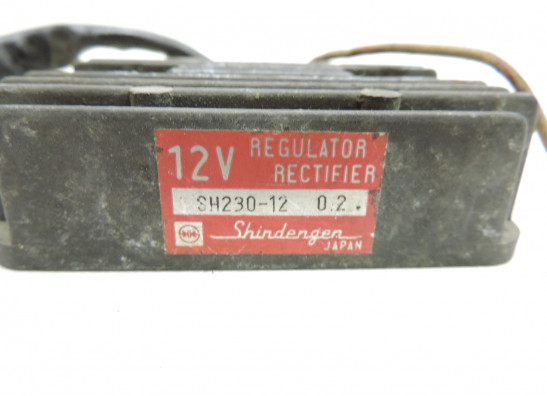 12V REGULATOR
RECTIFIER
SH230-12 0.2.
Shindengen
JAPAN